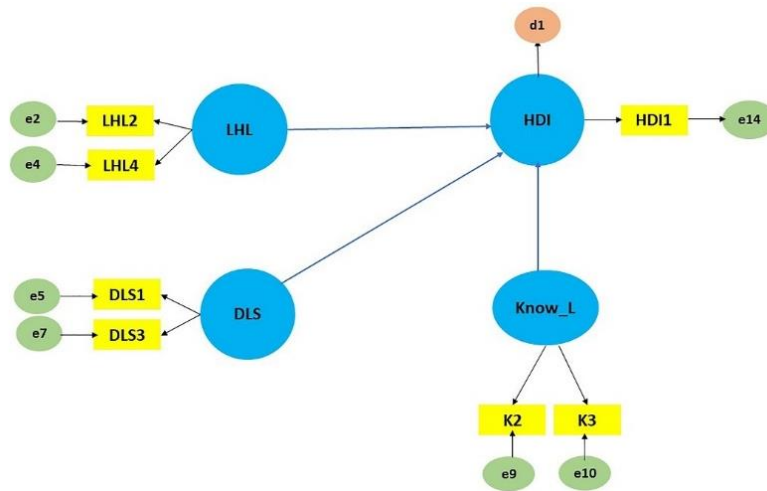 d1
e2
LHL2
LHL
HDI
HDI1
e14
e4
LHL4
e5
DLS1
DLS
Know_L
e7
DLS3
K2
K3
e9
e10